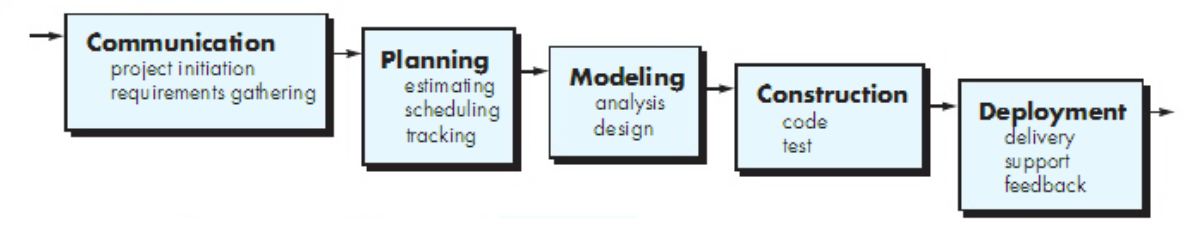 Communication
project initiation
requirements gathering
Planning
estimating
scheduling
tracking
Modeling
analysis
design
Construction
code
test
Deployment
delivery
support
feedback